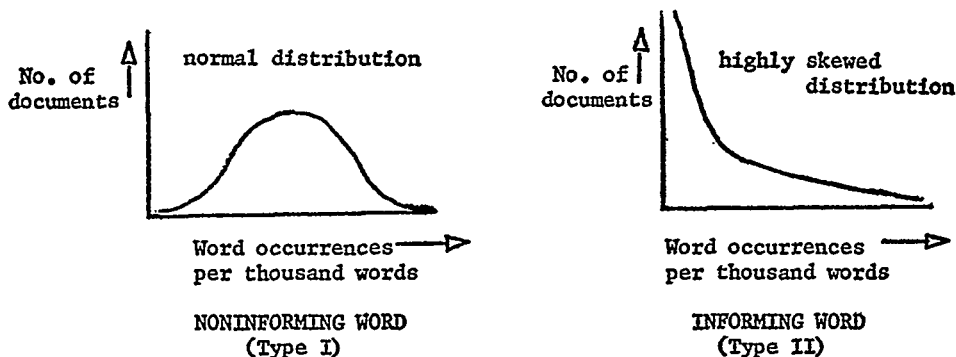 No. of
documents
normal distribution
Word occurrences
per thousand words
NONINFORMING WORD
(Type I)
No. of
documents
highly skewed
distribution
Word occurrences
per thousand words
INFORMING WORD
(Type II)